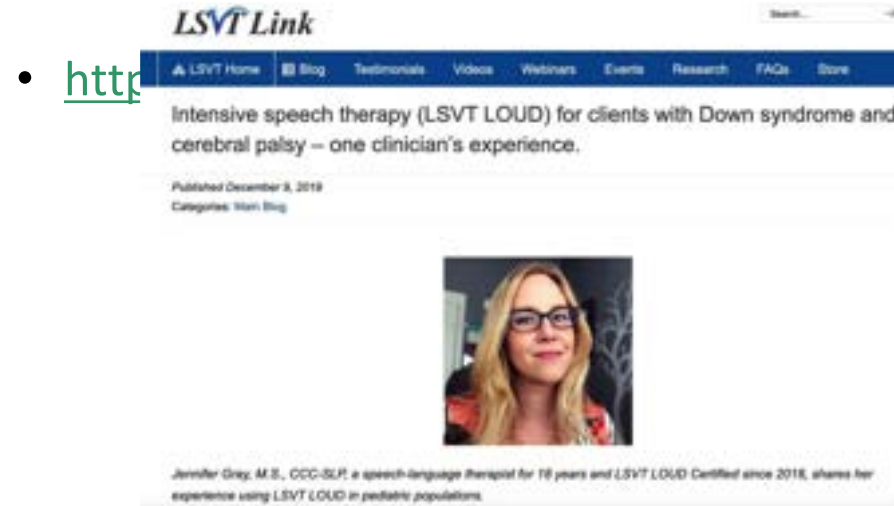 LSVT Link
Search...
• http
LSVT Home Blog Testimonials Videos Webinars Events Research FAQs Store
Intensive speech therapy (LSVT LOUD) for clients with Down syndrome and
cerebral palsy – one clinician's experience.
Published December 9, 2019
Categories: Main Blog
Jennifer Gray, M.S., CCC-SLP, a speech-language therapist for 18 years and LSVT LOUD Certified since 2018, shares her
experience using LSVT LOUD in pediatric populations.